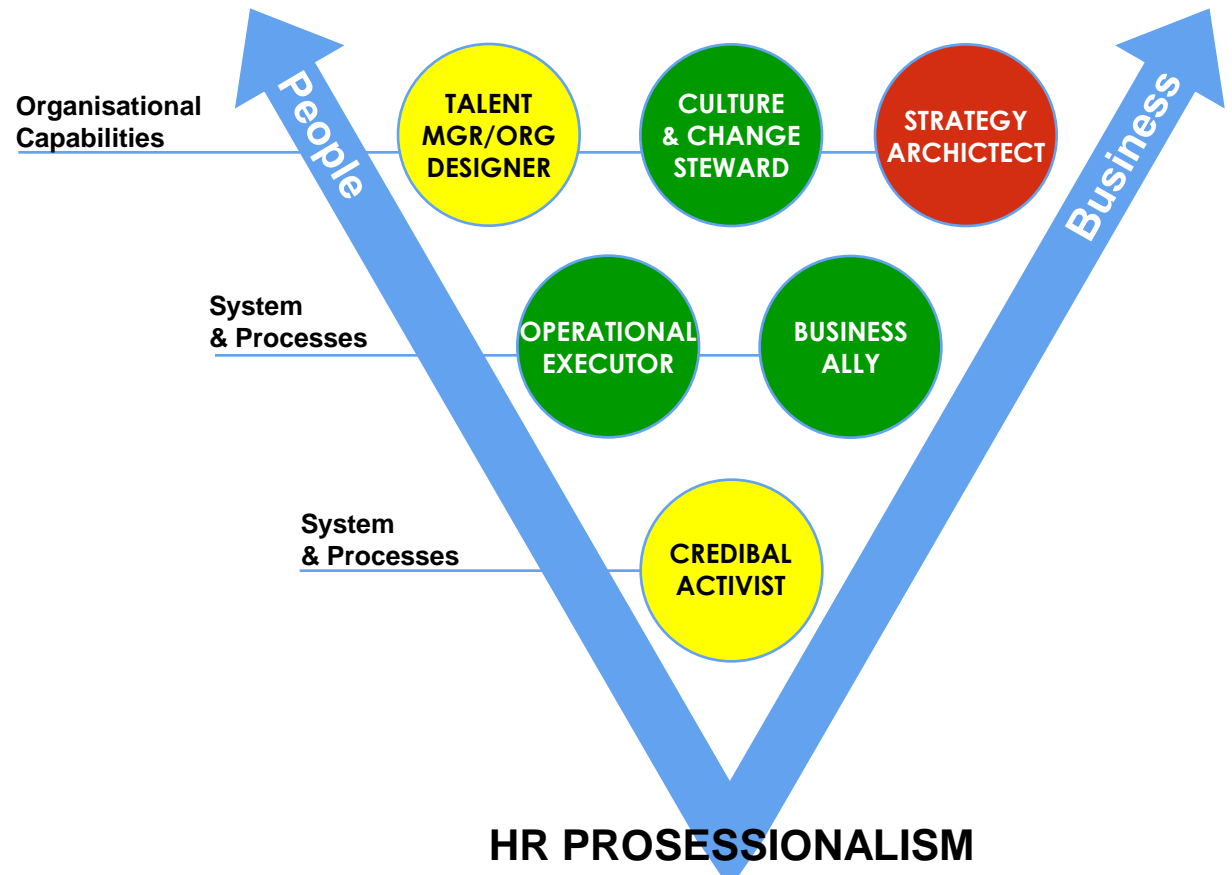 People
Business
Organisational
Capabilities
TALENT
MGR/ORG
DESIGNER
CULTURE
& CHANGE
STEWARD
STRATEGY
ARCHICTECT
System
& Processes
OPERATIONAL
EXECUTOR
BUSINESS
ALLY
System
& Processes
CREDIBAL
ACTIVIST
HR PROSESSIONALISM